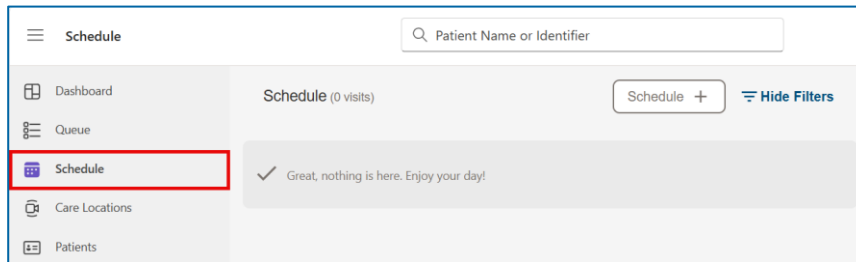 Schedule
Patient Name or Identifier
Dashboard
Queue
Schedule
Care Locations
Patients
Schedule (0 visits)
Schedule +
Hide Filters
Great, nothing is here. Enjoy your day!